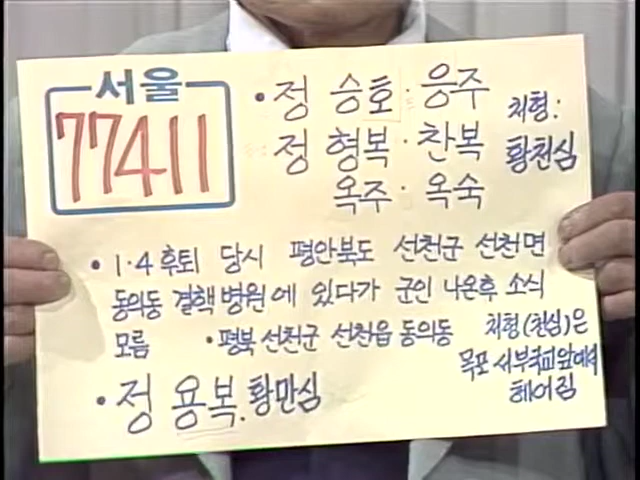 서울
77411
• 정 승호 · 응주
정 형복 · 찬복
옥주 · 옥숙
처형:
황천심
• 1·4 후퇴 당시 평안북도 선천군 선천면
동의동 결핵병원에 있다가 군인 나온후 소식
모름 • 평북 선천군 선천읍 동의동
처형(천심)은
목포 서부국교앞에서
헤어짐
• 정 용복. 황만심